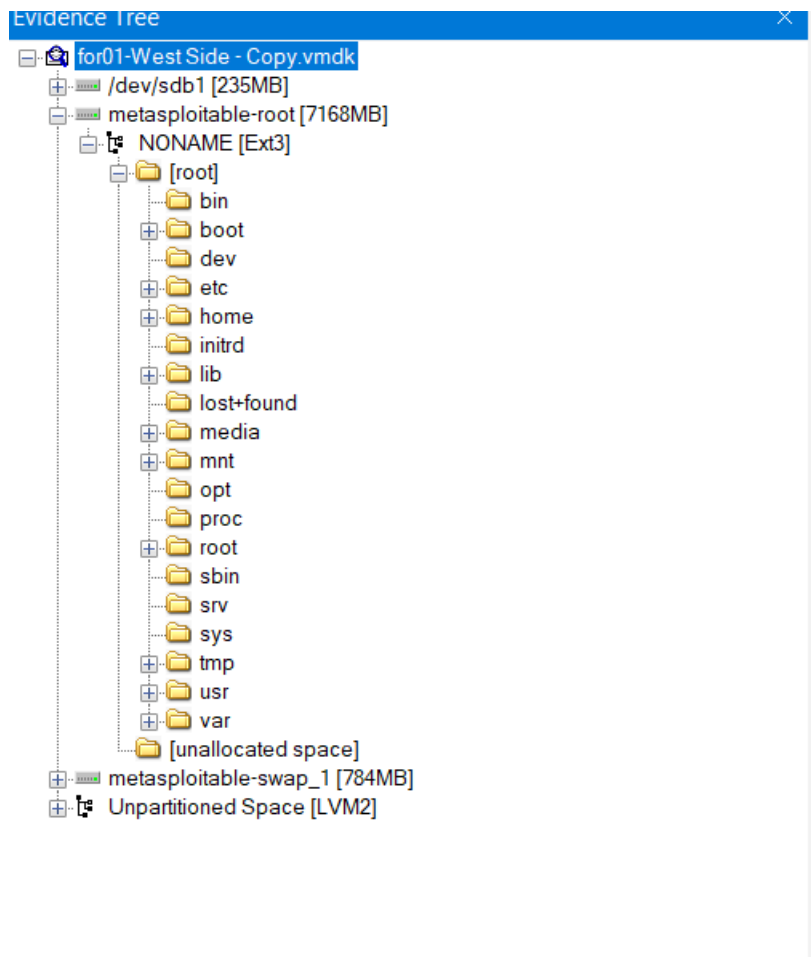 Evidence Tree
for01-West Side - Copy.vmdk
/dev/sdb1 [235MB]
metasploitable-root [7168MB]
NONAME [Ext3]
[root]
bin
boot
dev
etc
home
initrd
lib
lost+found
media
mnt
opt
proc
root
sbin
srv
sys
tmp
usr
var
[unallocated space]
metasploitable-swap_1 [784MB]
Unpartitioned Space [LVM2]